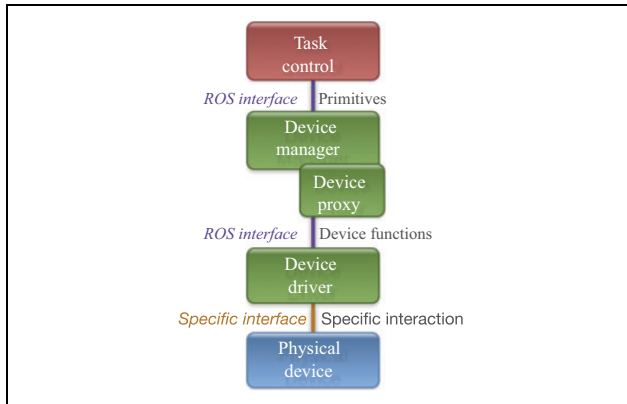 Task
control
ROS interface Primitives
Device
manager
Device
proxy
ROS interface Device functions
Device
driver
Specific interface Specific interaction
Physical
device